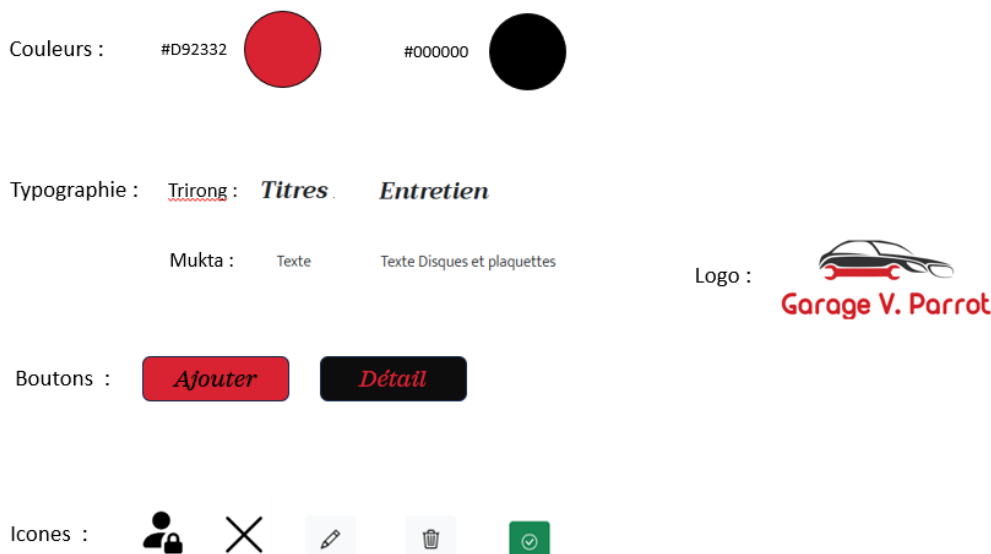 Couleurs : #D92332 #000000
Typographie : Trirong : Titres . Entretien
Mukta : Texte Texte Disques et plaquettes
Logo :
Garage V. Parrot
Boutons : Ajouter Détail
Icones :